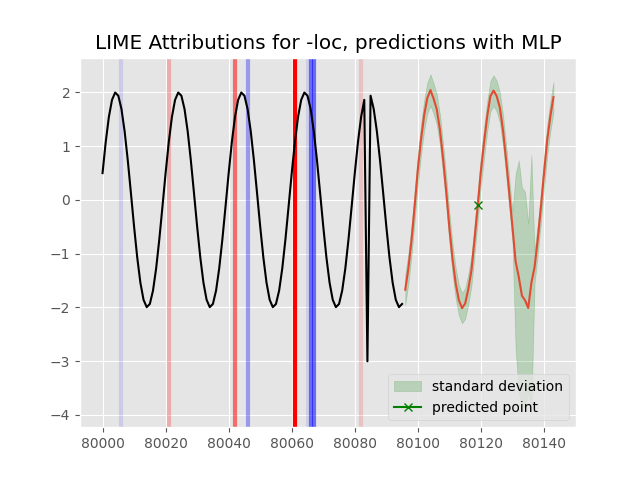 LIME Attributions for -loc, predictions with MLP
2
1
0
−1
−2
−3
−4
standard deviation
predicted point
80000 80020 80040 80060 80080 80100 80120 80140